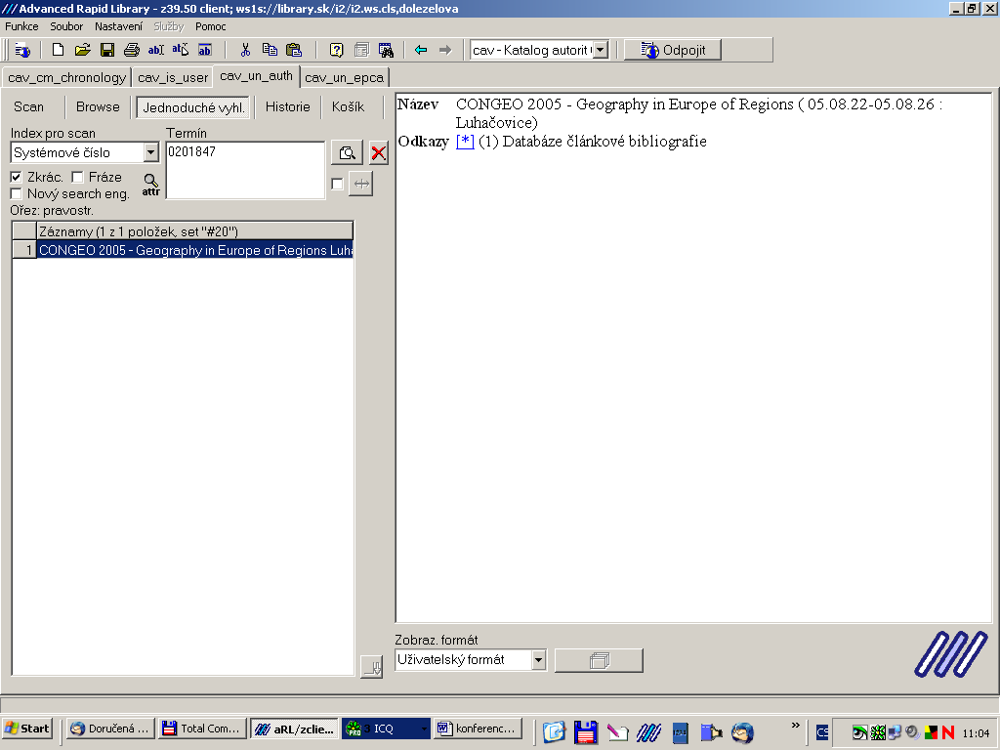 Advanced Rapid Library - z39.50 client; ws1s://library.sk/i2/i2.ws.cls,dolezelova
Funkce Soubor Nastavení Služby Pomoc
cav - Katalog autorit Odpojit
cav_cm_chronology cav_is_user cav_un_auth cav_un_epca
Scan Browse Jednoduché vyhl. Historie Košík
Index pro scan Termín
Systémové číslo 0201847
Zkrác. Fráze
Nový search eng. attr
Ořez: pravostr.
Záznamy (1 z 1 položek, set "#20")
1 CONGEO 2005 - Geography in Europe of Regions Luh
Název CONGEO 2005 - Geography in Europe of Regions ( 05.08.22-05.08.26 :
Luhačovice)
Odkazy [*] (1) Databáze článkové bibliografie
Zobraz. formát
Uživatelský formát
Start Doručená ... Total Com... aRL/zclie... ICQ konferenc... » CS 11:04